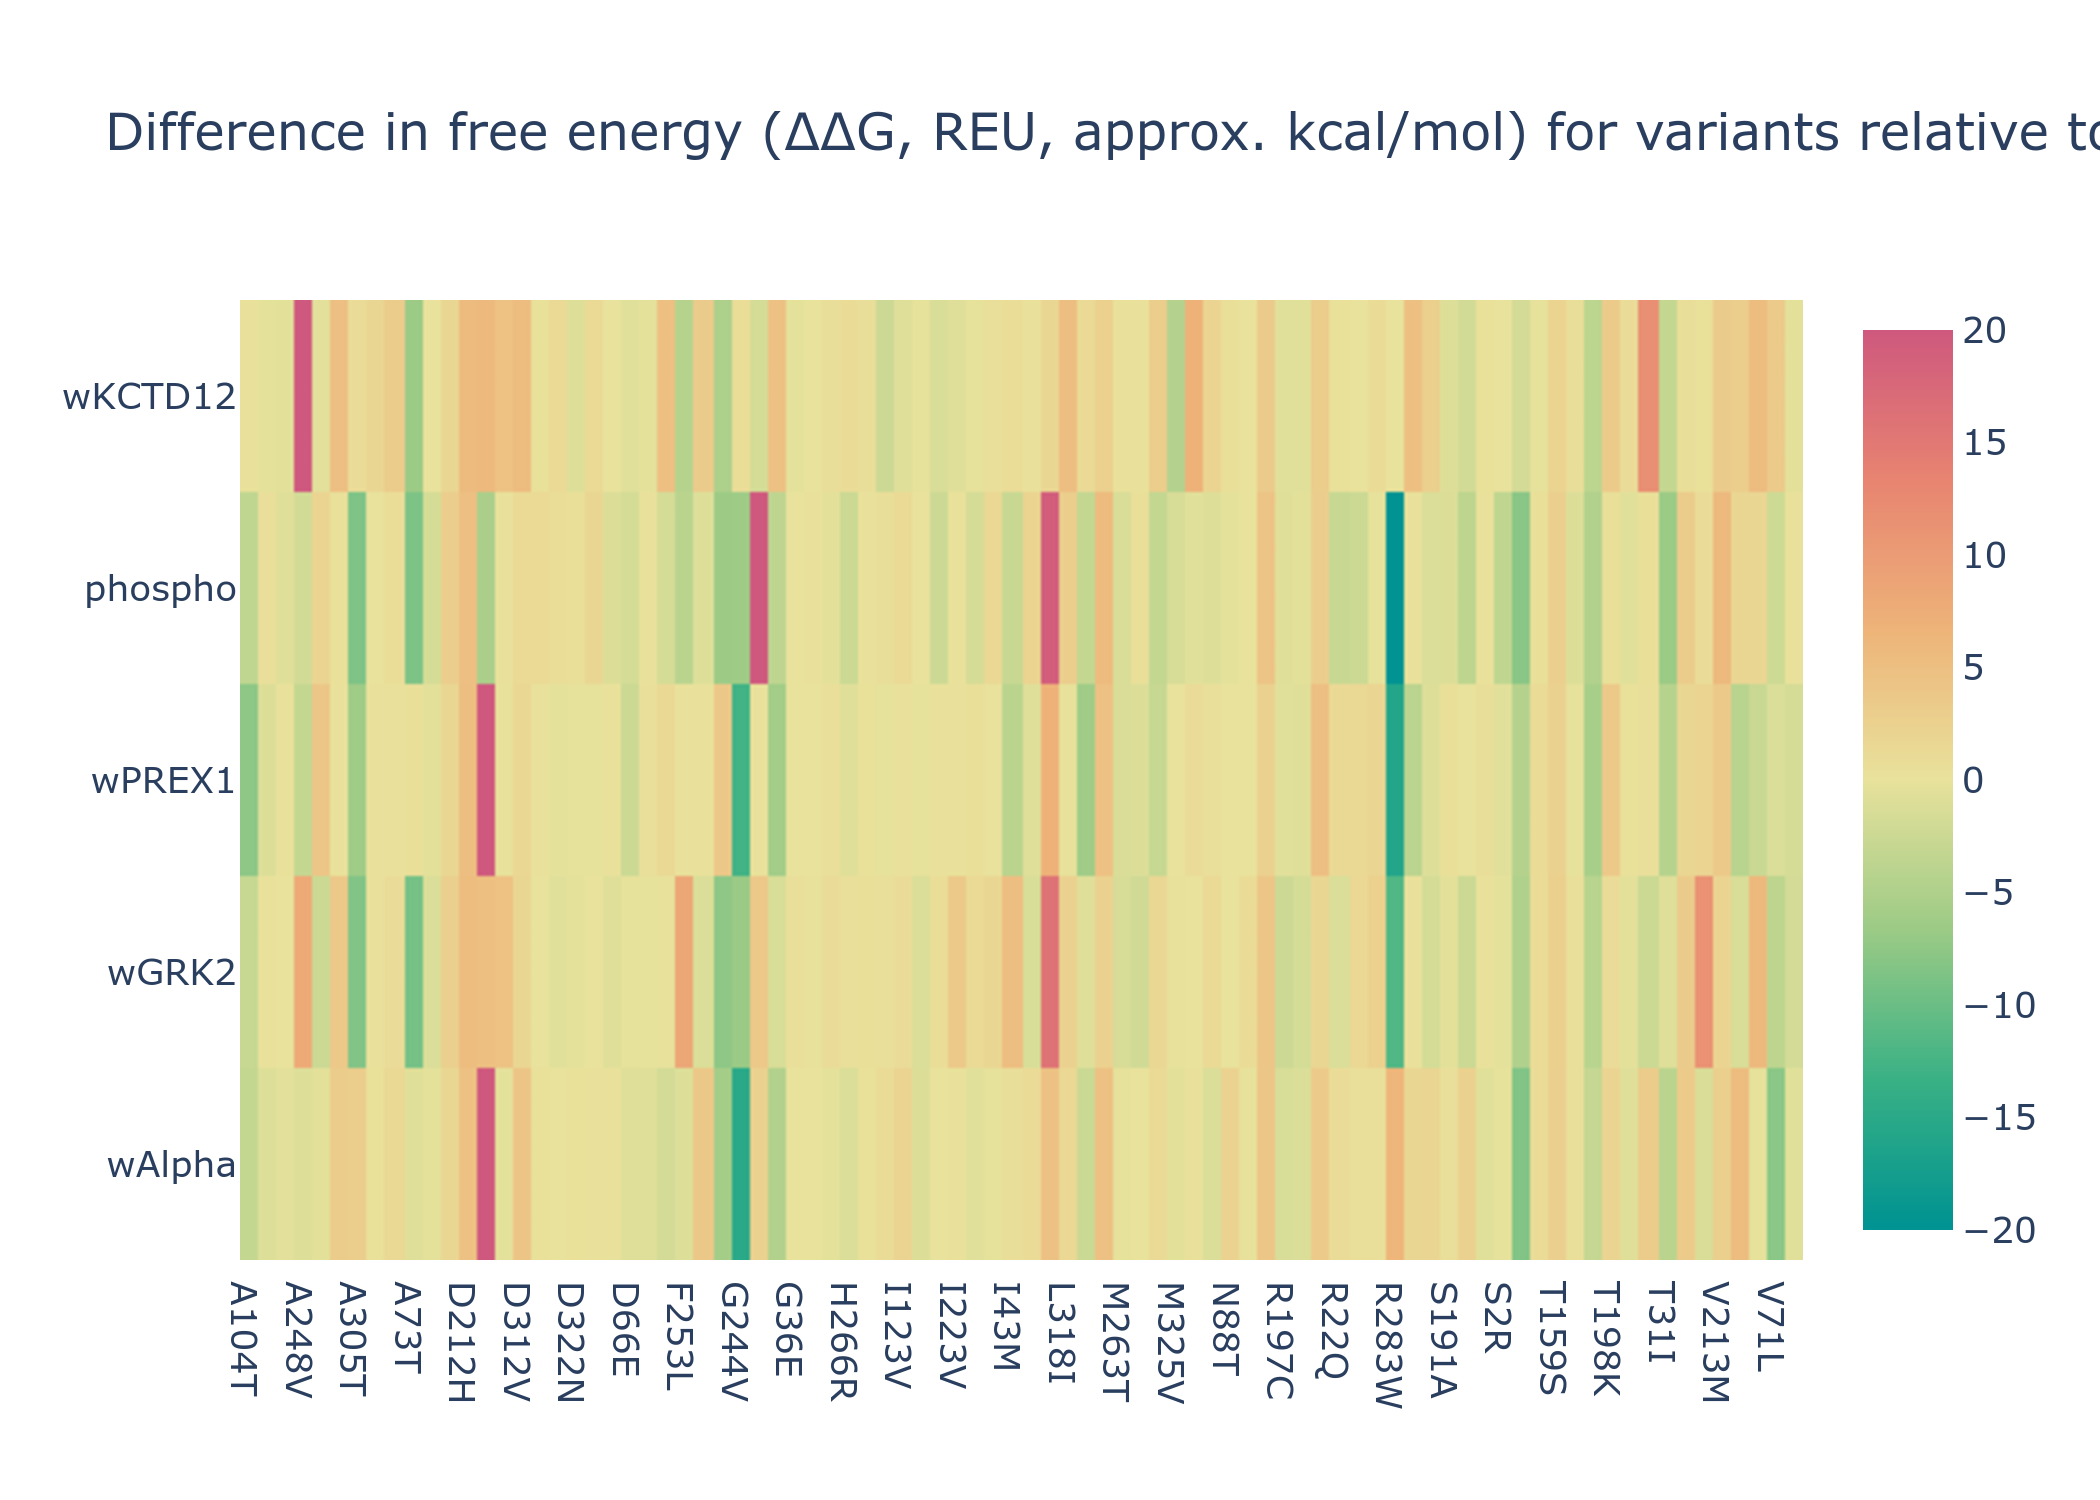 Difference in free energy (ΔΔG, REU, approx. kcal/mol) for variants relative to
wKCTD12
phospho
wPREX1
wGRK2
wAlpha
20
15
10
5
0
−5
−10
−15
−20
A104T
A248V
A305T
A73T
D212H
D312V
D322N
D66E
F253L
G244V
G36E
H266R
I123V
I223V
I43M
L318I
M263T
M325V
N88T
R197C
R22Q
R283W
S191A
S2R
T159S
T198K
T31I
V213M
V71L